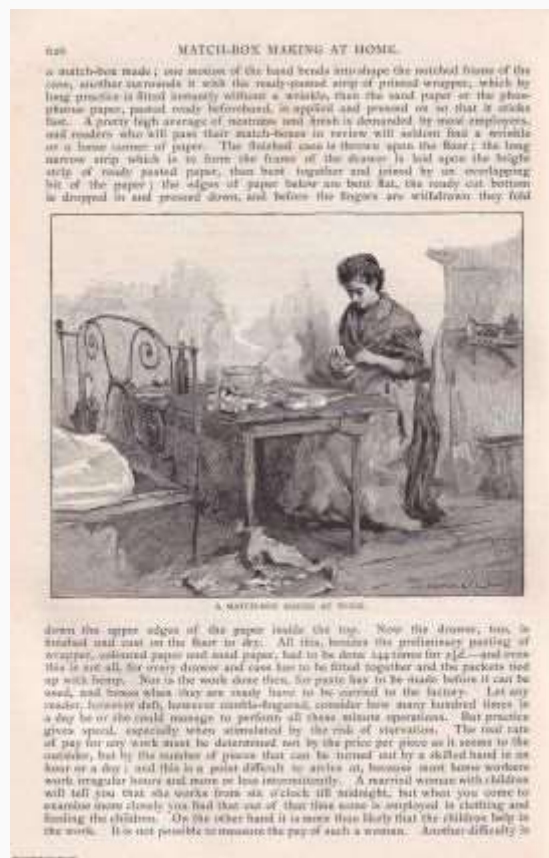 MATCH-BOX MAKING AT HOME.
a match-box made; one motion of the hand bends into shape the notched frame of the
case, another surrounds it with the ready-pasted strip of printed wrapper, which by
long practice is fitted instantly without a wrinkle, then the sand paper or the phos-
phorus paper, pasted ready beforehand, is applied and pressed on so that it sticks
fast. A pretty high average of neatness and finish is demanded by most employers,
and readers who will pass their match-boxes in review will seldom find a wrinkle
or a loose corner of paper. The finished case is thrown upon the floor; the long
narrow strip which is to form the frame of the drawer is laid upon the bright
strip of ready pasted paper, then bent together and joined by an overlapping
bit of the paper; the edges of paper below are bent flat, the ready cut bottom
is dropped in and pressed down, and before the fingers are withdrawn they fold
A MATCH-BOX MAKER AT WORK.
down the upper edges of the paper inside the top. Now the drawer, too, is
finished and cast on the floor to dry. All this, besides the preliminary pasting of
wrapper, coloured paper and sand paper, had to be done 144 times for 2¼d.—and even
this is not all, for every drawer and case has to be fitted together and the packets tied
up with hemp. Nor is the work done then, for paste has to be made before it can be
used, and boxes when they are ready have to be carried to the factory. Let any
reader, however deft, however nimble-fingered, consider how many hundred times
a day he or she could manage to perform all these minute operations. But practice
gives speed, especially when stimulated by the risk of starvation. The real rate
of pay for any work must be determined not by the price per piece as it seems to the
outsider, but by the number of pieces that can be turned out by a skilled hand in an
hour or a day; and this is a point difficult to arrive at, because most home workers
work irregular hours and more or less intermittently. A married woman with children
will tell you that she works from six o'clock till midnight, but when you come to
examine more closely you find that out of that time some is employed in clothing and
feeding the children. On the other hand it is more than likely that the children help in
the work. It is not possible to measure the pay of such a woman. Another difficulty is